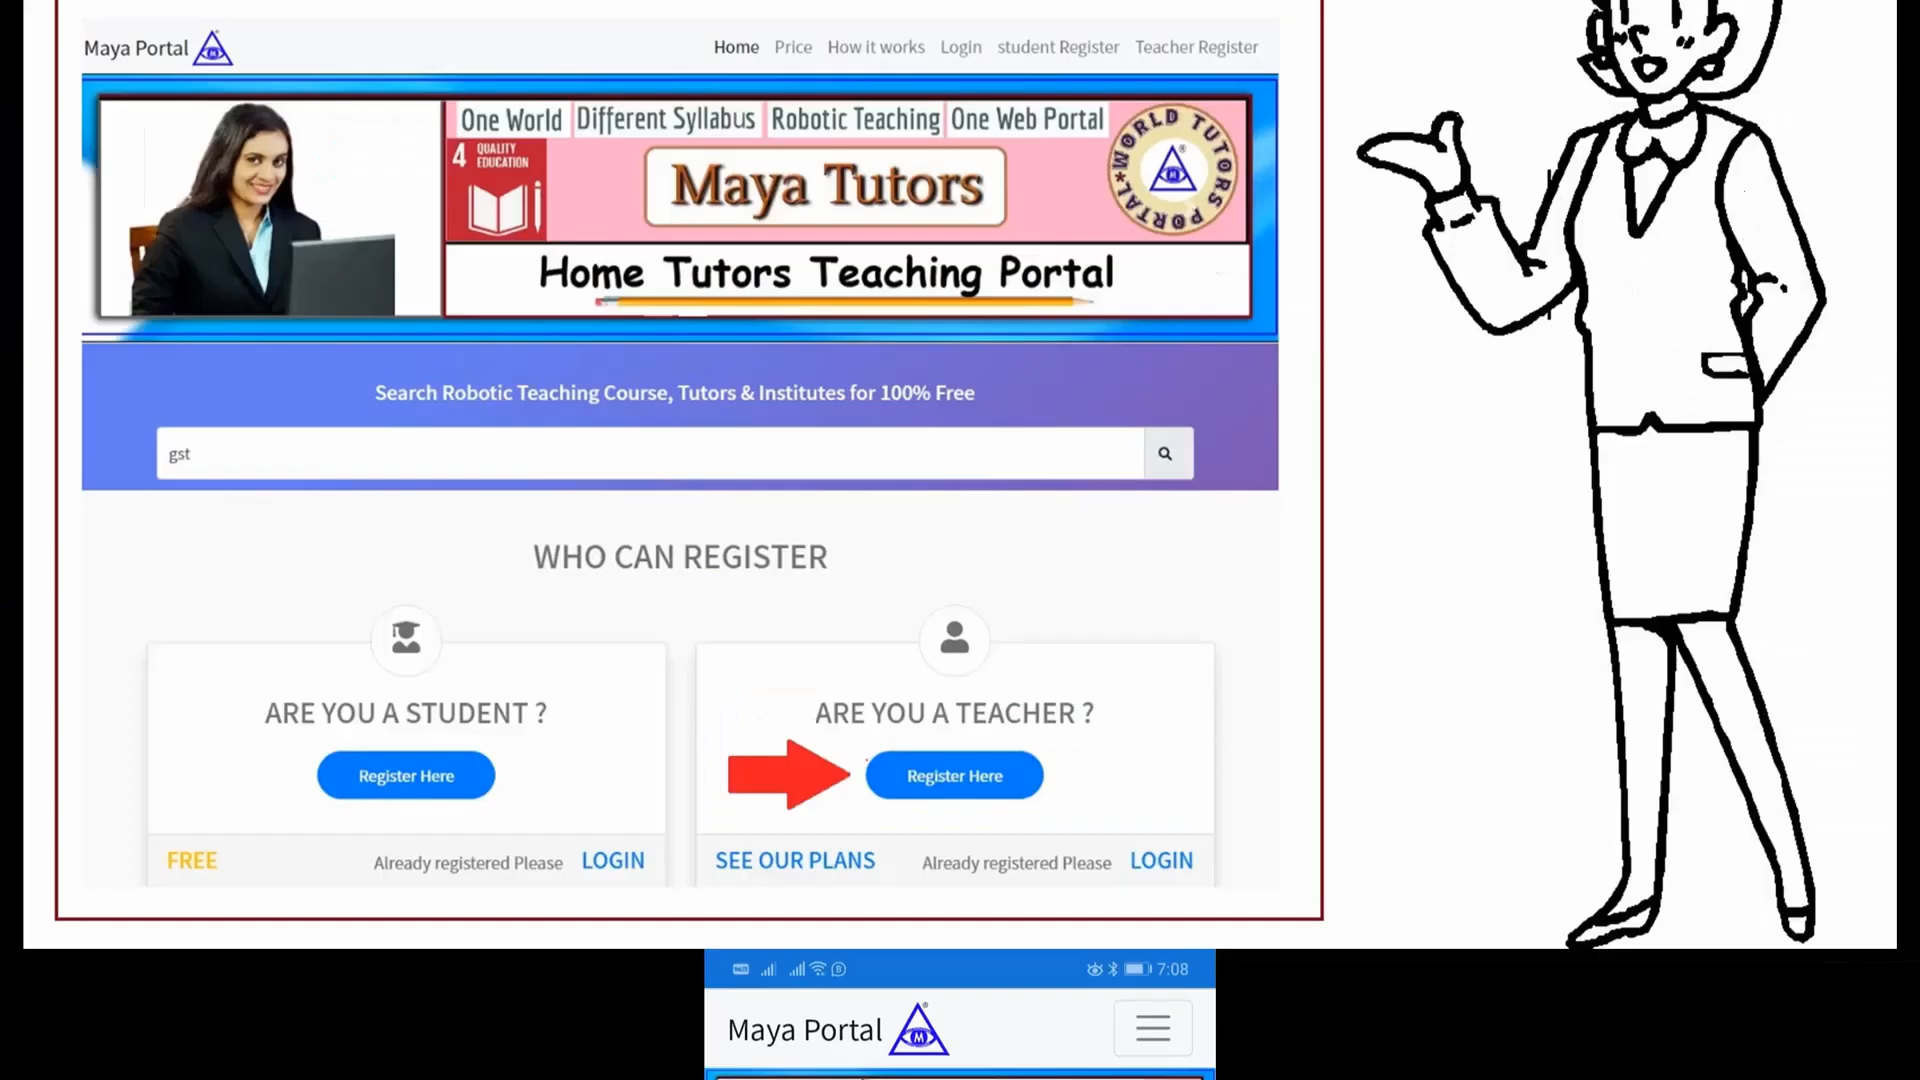 Maya Portal
Home Price How it works Login student Register Teacher Register
One World Different Syllabus Robotic Teaching One Web Portal
4 QUALITY
EDUCATION
Maya Tutors
WORLD TUTORS PORTAL*
M
Home Tutors Teaching Portal
Search Robotic Teaching Course, Tutors & Institutes for 100% Free
gst
WHO CAN REGISTER
ARE YOU A STUDENT ?
Register Here
FREE Already registered Please LOGIN
ARE YOU A TEACHER ?
Register Here
SEE OUR PLANS Already registered Please LOGIN
7:08
Maya Portal
M